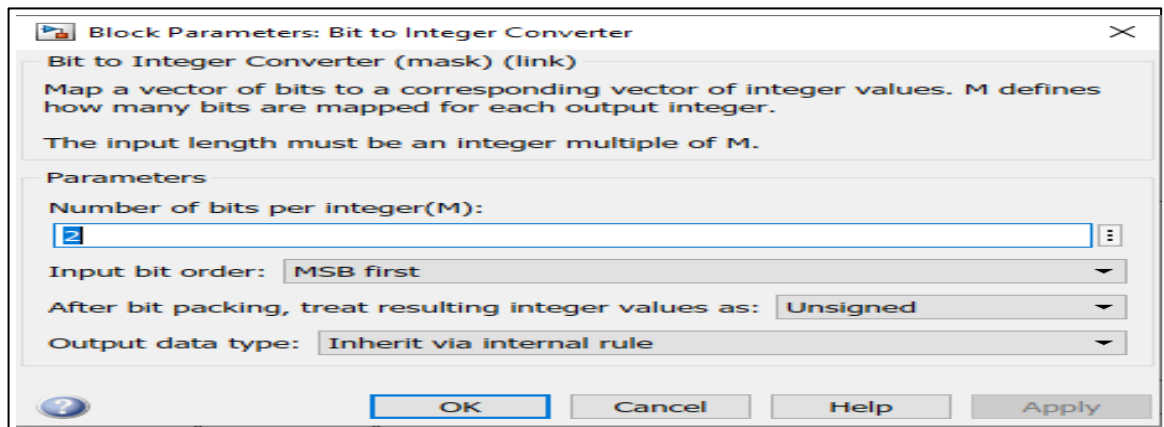 Block Parameters: Bit to Integer Converter
Bit to Integer Converter (mask) (link)
Map a vector of bits to a corresponding vector of integer values. M defines
how many bits are mapped for each output integer.
The input length must be an integer multiple of M.
Parameters
Number of bits per integer(M):
2
Input bit order: MSB first
After bit packing, treat resulting integer values as: Unsigned
Output data type: Inherit via internal rule
? OK Cancel Help Apply